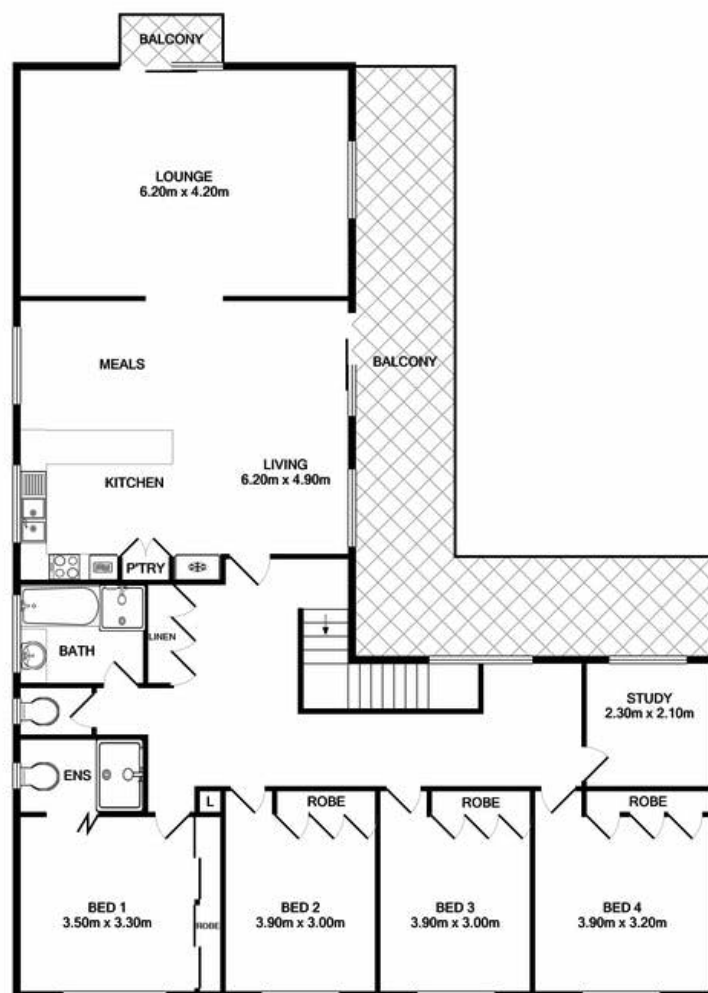 BALCONY
LOUNGE
6.20m x 4.20m
MEALS
BALCONY
LIVING
6.20m x 4.90m
KITCHEN
P'TRY
LINEN
BATH
STUDY
2.30m x 2.10m
ENS
L
ROBE
ROBE
ROBE
BED 1
3.50m x 3.30m
ROBE
BED 2
3.90m x 3.00m
BED 3
3.90m x 3.00m
BED 4
3.90m x 3.20m